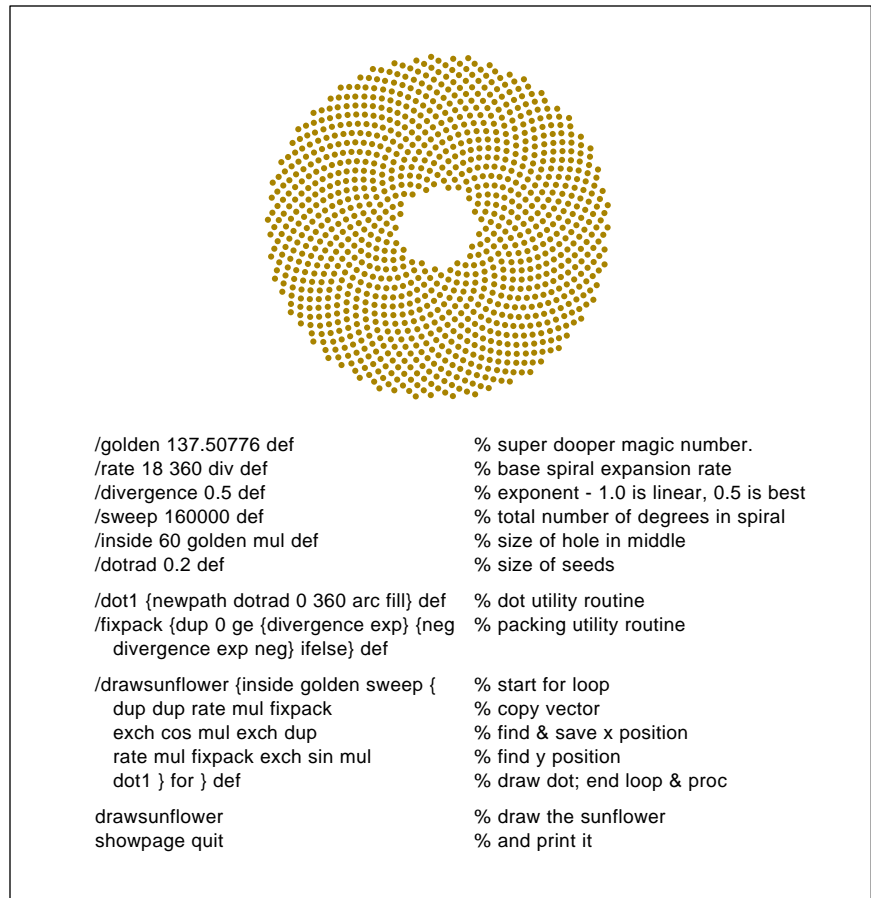 /golden 137.50776 def % super dooper magic number.
/rate 18 360 div def % base spiral expansion rate
/divergence 0.5 def % exponent - 1.0 is linear, 0.5 is best
/sweep 160000 def % total number of degrees in spiral
/inside 60 golden mul def % size of hole in middle
/dotrad 0.2 def % size of seeds
/dot1 {newpath dotrad 0 360 arc fill} def % dot utility routine
/fixpack {dup 0 ge {divergence exp} {neg % packing utility routine
divergence exp neg} ifelse} def
/drawsunflower {inside golden sweep { % start for loop
dup dup rate mul fixpack % copy vector
exch cos mul exch dup % find & save x position
rate mul fixpack exch sin mul % find y position
dot1 } for } def % draw dot; end loop & proc
drawsunflower % draw the sunflower
showpage quit % and print it